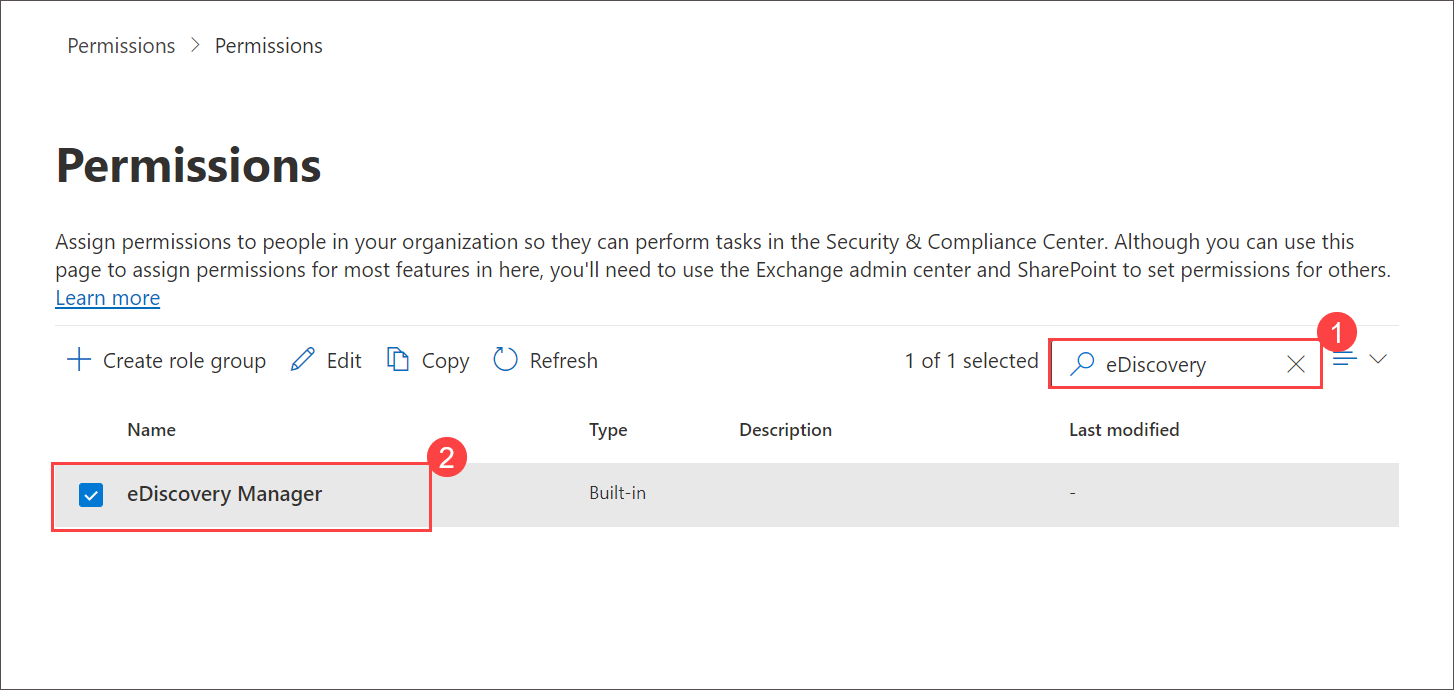 Permissions > Permissions
Permissions
Assign permissions to people in your organization so they can perform tasks in the Security & Compliance Center. Although you can use this
page to assign permissions for most features in here, you'll need to use the Exchange admin center and SharePoint to set permissions for others.
Learn more
Create role group Edit Copy Refresh 1 of 1 selected eDiscovery 1
Name Type Description Last modified
2
eDiscovery Manager Built-in -